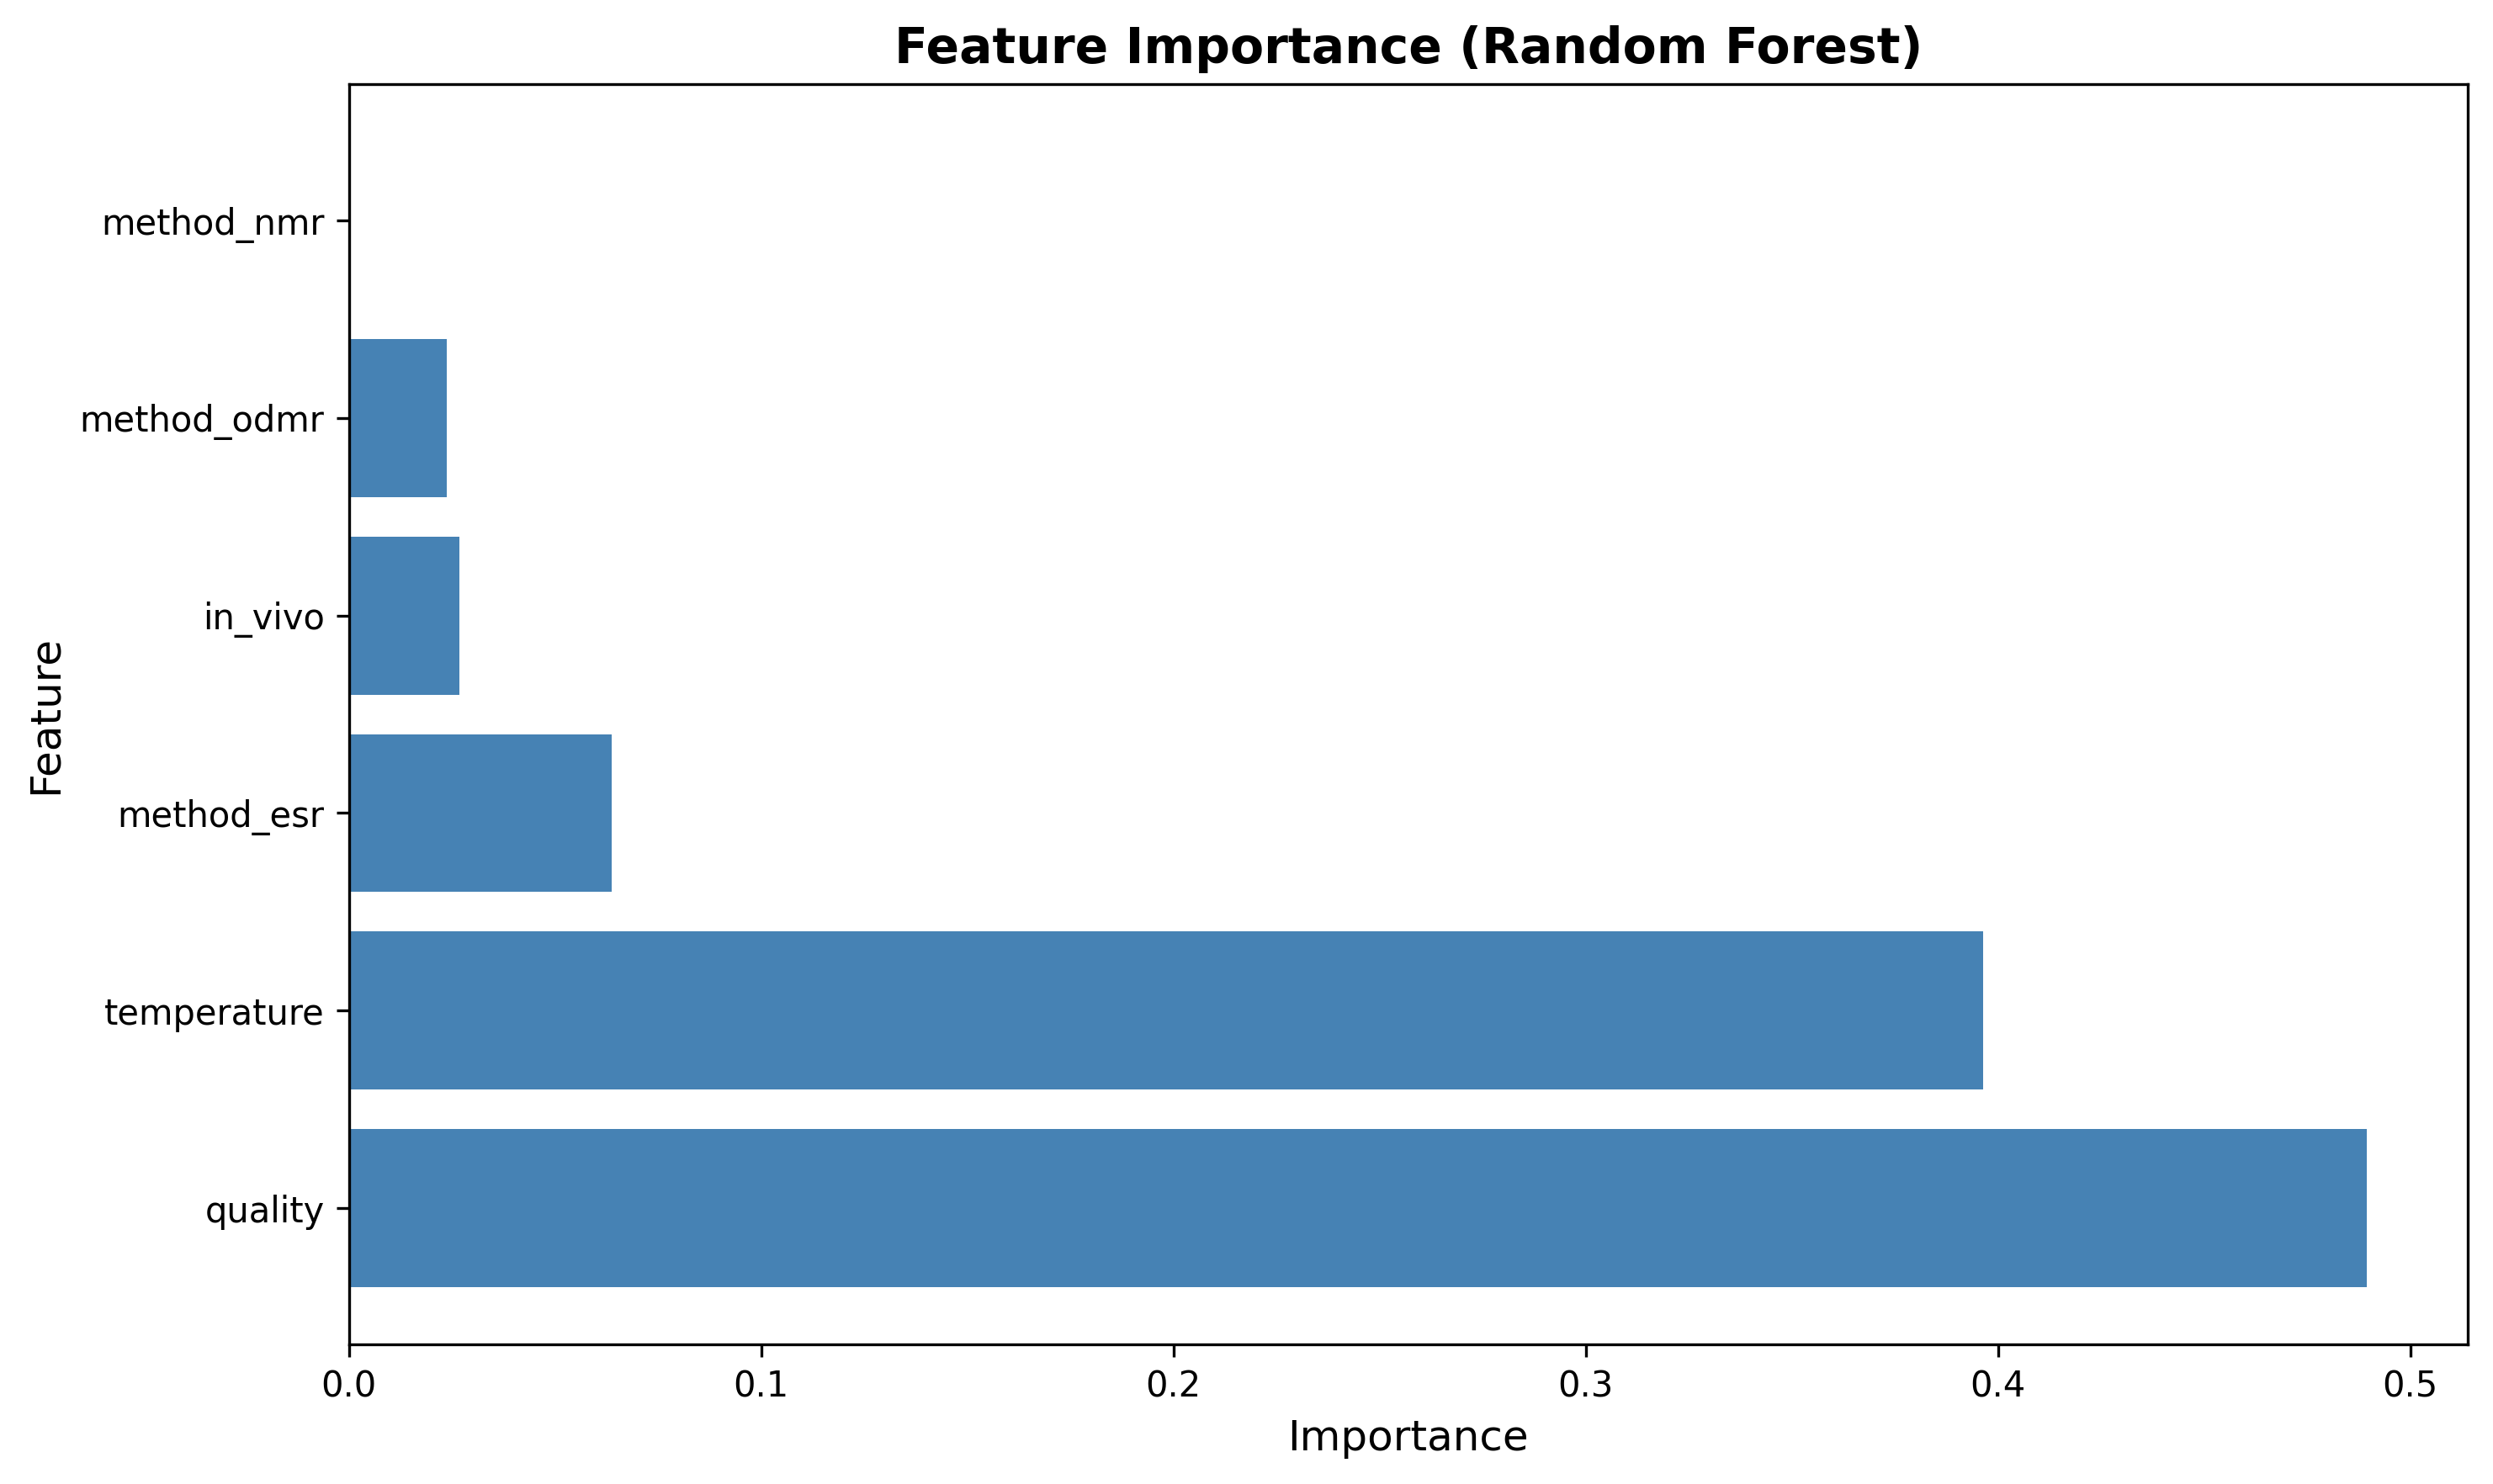 Feature Importance (Random Forest)
Feature
method_nmr
method_odmr
in_vivo
method_esr
temperature
quality
0.0 0.1 0.2 0.3 0.4 0.5
Importance